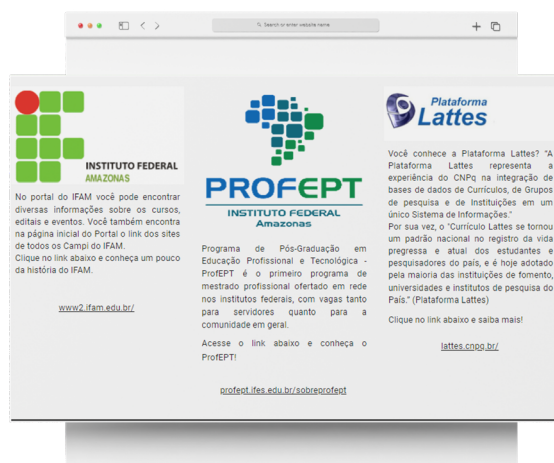 Search or enter website name
INSTITUTO FEDERAL
AMAZONAS
No portal do IFAM você pode encontrar
diversas informações sobre os cursos,
editais e eventos. Você também encontra
na página inicial do Portal o link dos sites
de todos os Campi do IFAM.
Clique no link abaixo e conheça um pouco
da história do IFAM.
www2.ifam.edu.br/
PROFEPT
INSTITUTO FEDERAL
Amazonas
Programa de Pós-Graduação em
Educação Profissional e Tecnológica -
ProfEPT é o primeiro programa de
mestrado profissional ofertado em rede
nos institutos federais, com vagas tanto
para servidores quanto para a
comunidade em geral.
Acesse o link abaixo e conheça o
ProfEPT!
profept.ifes.edu.br/sobreprofept
Plataforma
Lattes
Você conhece a Plataforma Lattes? "A
Plataforma Lattes representa a
experiência do CNPq na integração de
bases de dados de Currículos, de Grupos
de pesquisa e de Instituições em um
único Sistema de Informações."
Por sua vez, o "Currículo Lattes se tornou
um padrão nacional no registro da vida
pregressa e atual dos estudantes e
pesquisadores do país, e é hoje adotado
pela maioria das instituições de fomento,
universidades e institutos de pesquisa do
País." (Plataforma Lattes)
Clique no link abaixo e saiba mais!
lattes.cnpq.br/